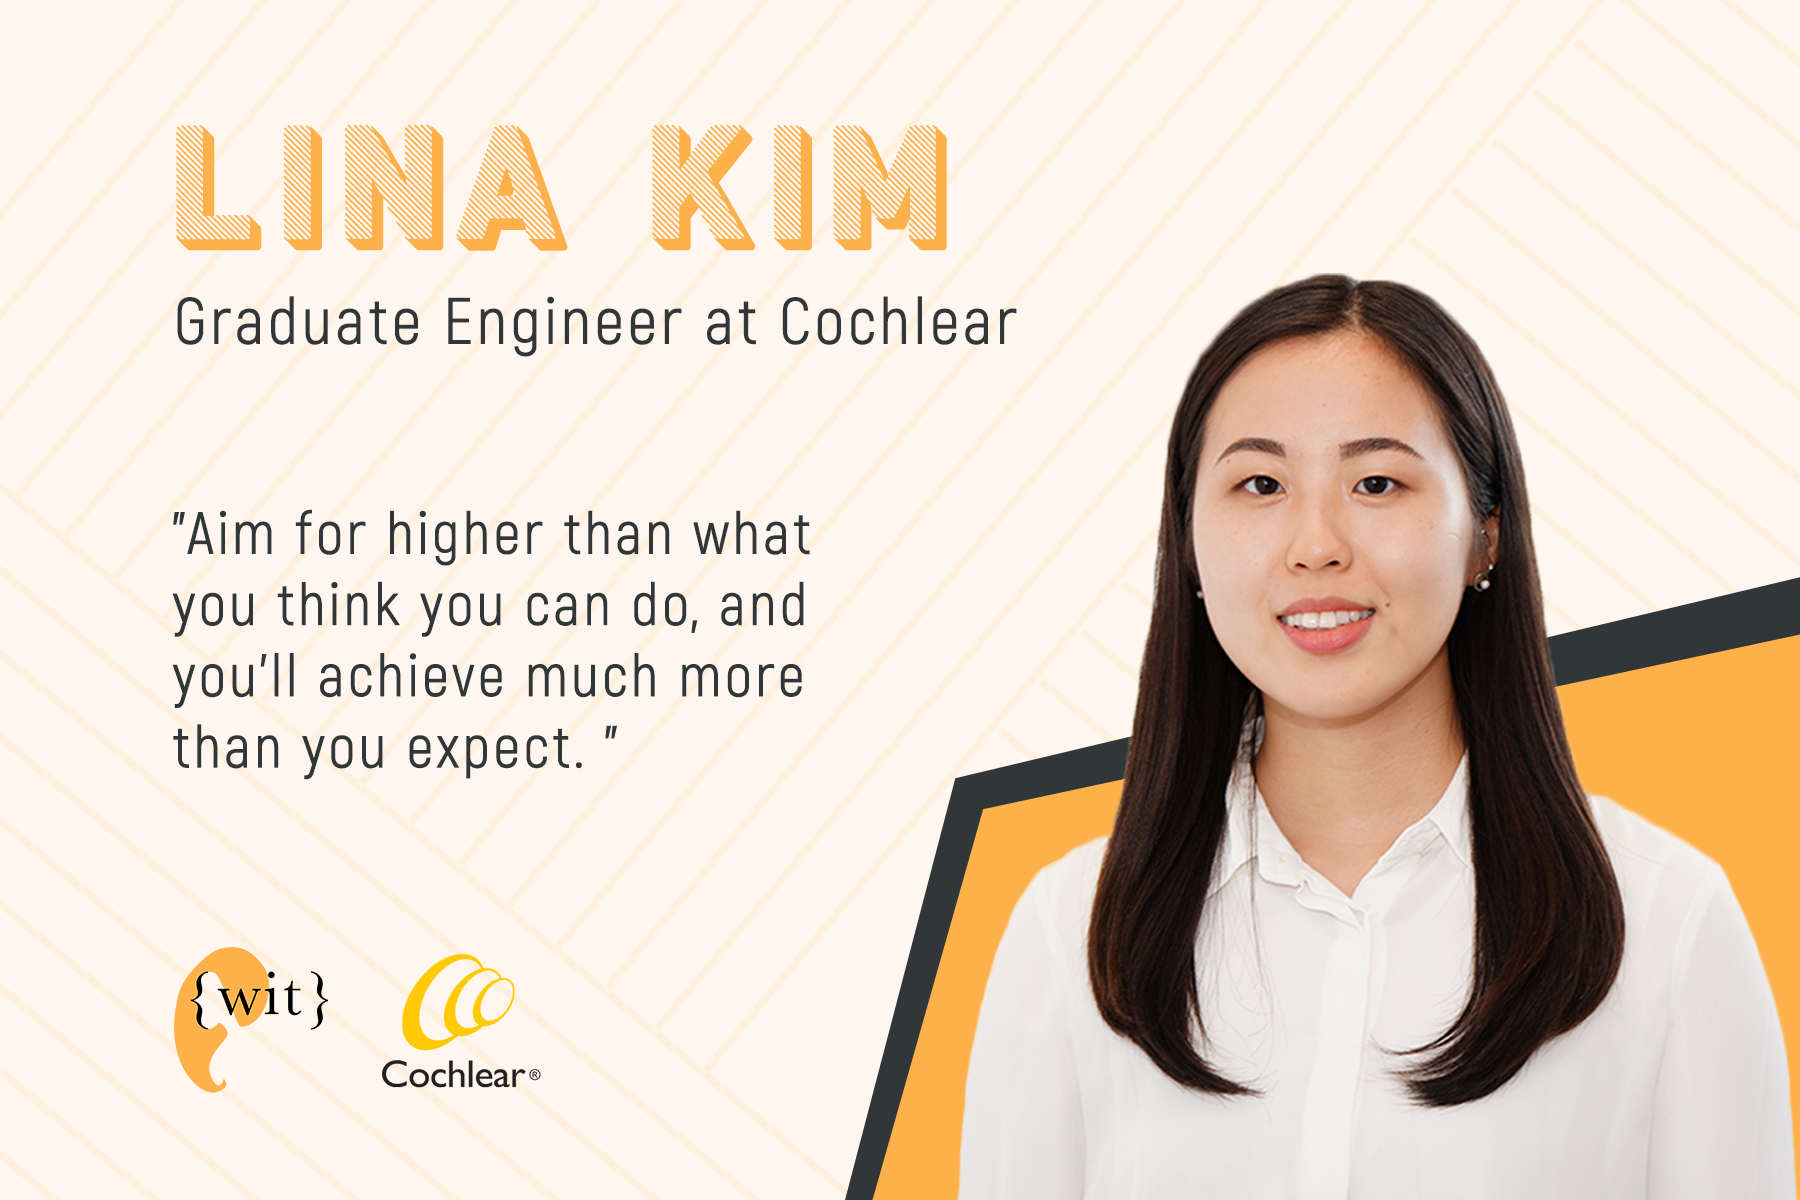 LINA KIM
Graduate Engineer at Cochlear
"Aim for higher than what
you think you can do, and
you'll achieve much more
than you expect. "
{wit}
Cochlear®